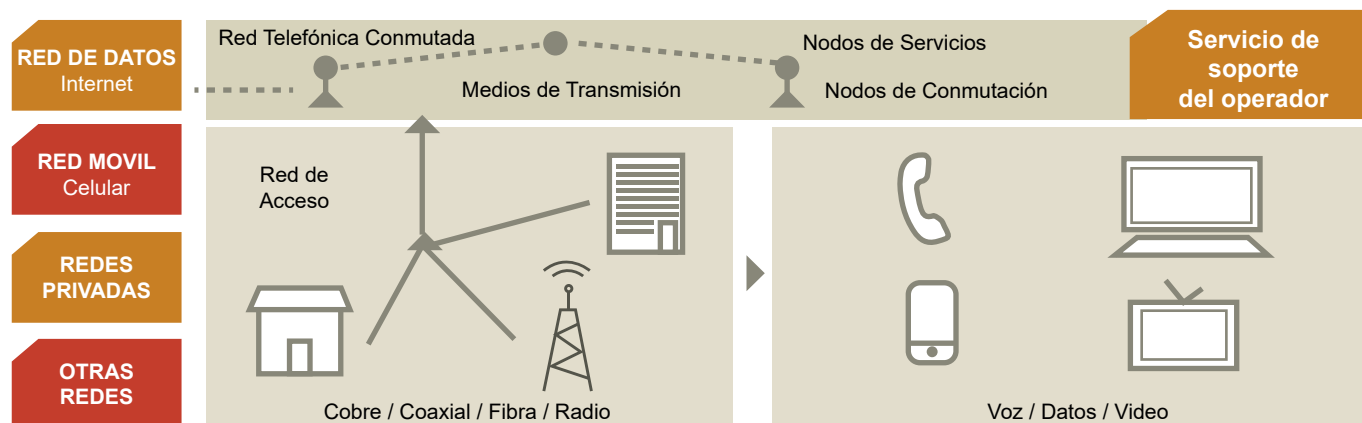 RED DE DATOS
Internet
RED MOVIL
Celular
REDES
PRIVADAS
OTRAS
REDES
Red Telefónica Conmutada
Medios de Transmisión
Nodos de Servicios
Nodos de Conmutación
Servicio de
soporte
del operador
Red de
Acceso
Cobre / Coaxial / Fibra / Radio
Voz / Datos / Video